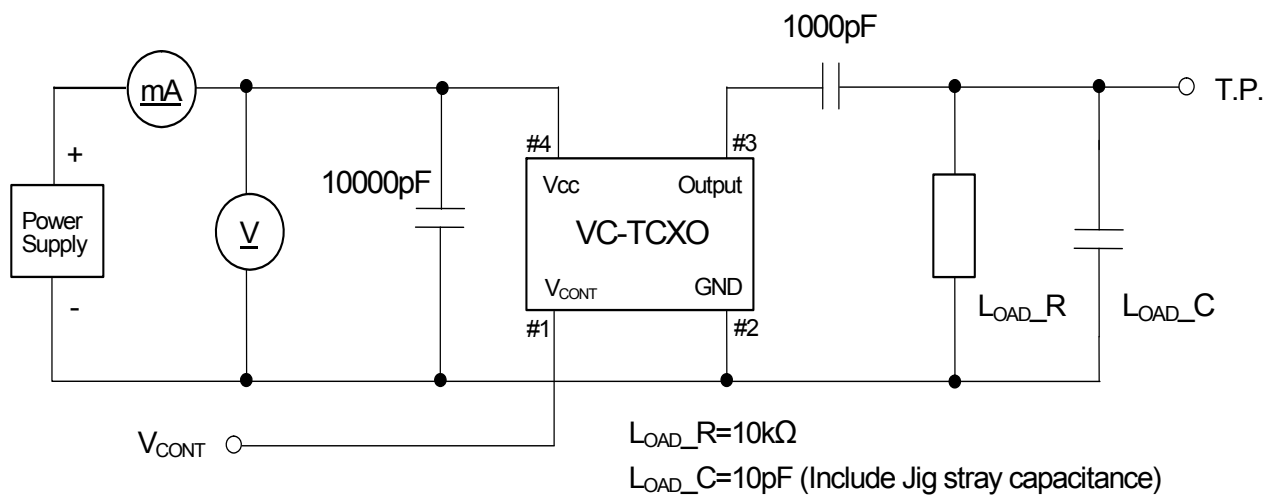 1000pF
mA
T.P.
#4
#3
+
10000pF
Vcc
Output
Power
Supply
V
VC-TCXO
-
VCONT
GND
#1
#2
LOAD_R
LOAD_C
VCONT
LOAD_R=10kΩ
LOAD_C=10pF (Include Jig stray capacitance)